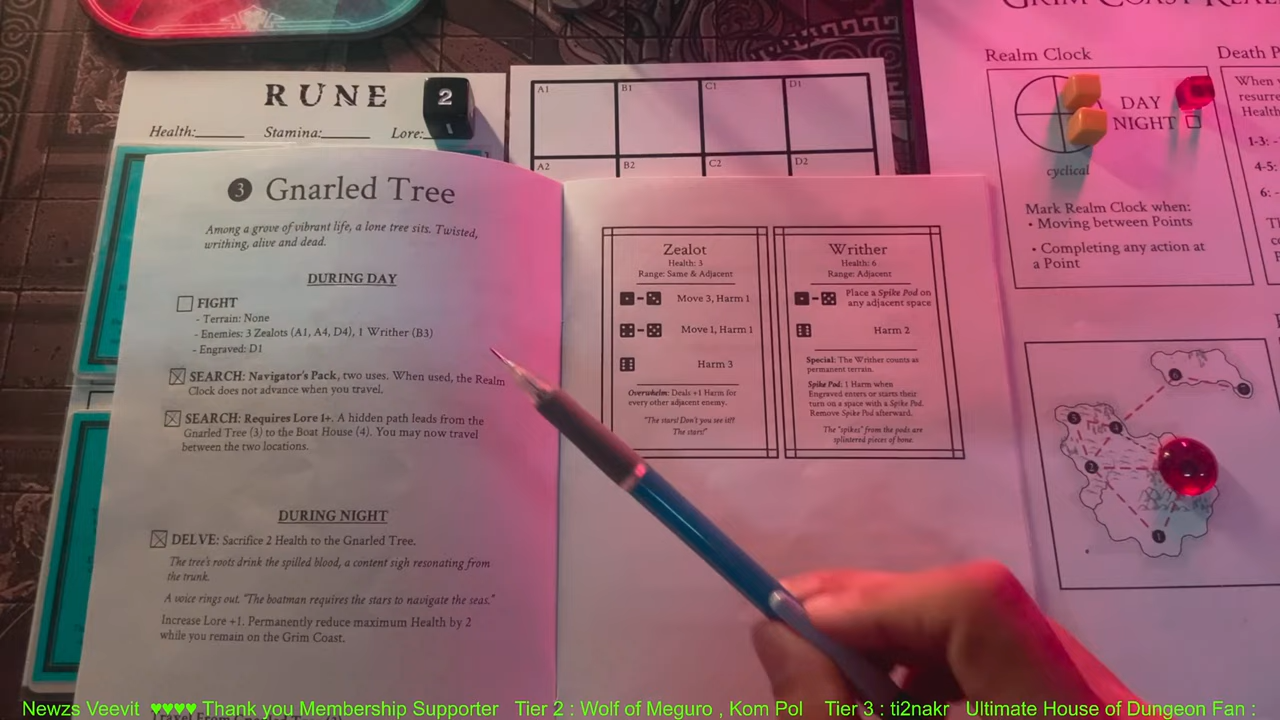 GRIM COAST
RUNE
2
Health:
Stamina:
Lore:
A1
B1
C1
D1
A2
B2
C2
D2
Realm Clock
DAY
NIGHT
cyclical
Mark Realm Clock when:
• Moving between Points
• Completing any action at
a Point
Death
When
Health
1-3: -
4-5:
6: -
3 Gnarled Tree
Among a grove of vibrant life, a lone tree sits. Twisted,
writhing, alive and dead.
DURING DAY
FIGHT
- Terrain: None
- Enemies: 3 Zealots (A1, A4, D4), 1 Writher (B3)
- Engraved: D1
SEARCH: Navigator's Pack, two uses. When used, the Realm
Clock does not advance when you travel.
SEARCH: Requires Lore 1+. A hidden path leads from the
Gnarled Tree (3) to the Boat House (4). You may now travel
between the two locations.
DURING NIGHT
DELVE: Sacrifice 2 Health to the Gnarled Tree.
The tree's roots drink the spilled blood, a content sigh resonating from
the trunk.
A voice rings out. "The boatman requires the stars to navigate the seas."
Increase Lore +1. Permanently reduce maximum Health by 2
while you remain on the Grim Coast.
Zealot
Health: 3
Range: Same & Adjacent
Move 3, Harm 1
Move 1, Harm 1
Harm 3
Overwhelm: Deals +1 Harm for
every other adjacent enemy.
"The stars! Don't you see it?!
The stars!"
Writher
Health: 6
Range: Adjacent
Place a Spike Pod on
any adjacent space
Harm 2
Special: The Writher counts as
permanent terrain.
Spike Pod: 1 Harm when
Engraved enters or starts their
turn on a space with a Spike Pod.
Remove Spike Pod afterward.
The "spikes" from the pods are
splintered pieces of bone.
Newzs Veevit ♥♥♥♥ Thank you Membership Supporter Tier 2 : Wolf of Meguro , Kom Pol Tier 3 : ti2nakr Ultimate House of Dungeon Fan :